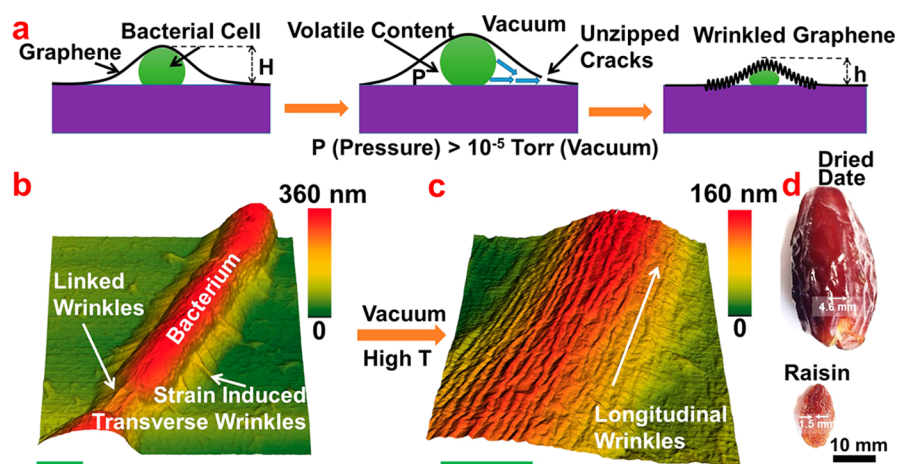 a
Graphene
Bacterial Cell
H
Volatile Content
Vacuum
P
Unzipped
Cracks
Wrinkled Graphene
h
P (Pressure) > 10⁻⁵ Torr (Vacuum)
b
360 nm
0
Linked
Wrinkles
Bacterium
Strain Induced
Transverse Wrinkles
Vacuum
High T
c
160 nm
0
Longitudinal
Wrinkles
d
Dried
Date
4.6 mm
Raisin
1.5 mm
10 mm